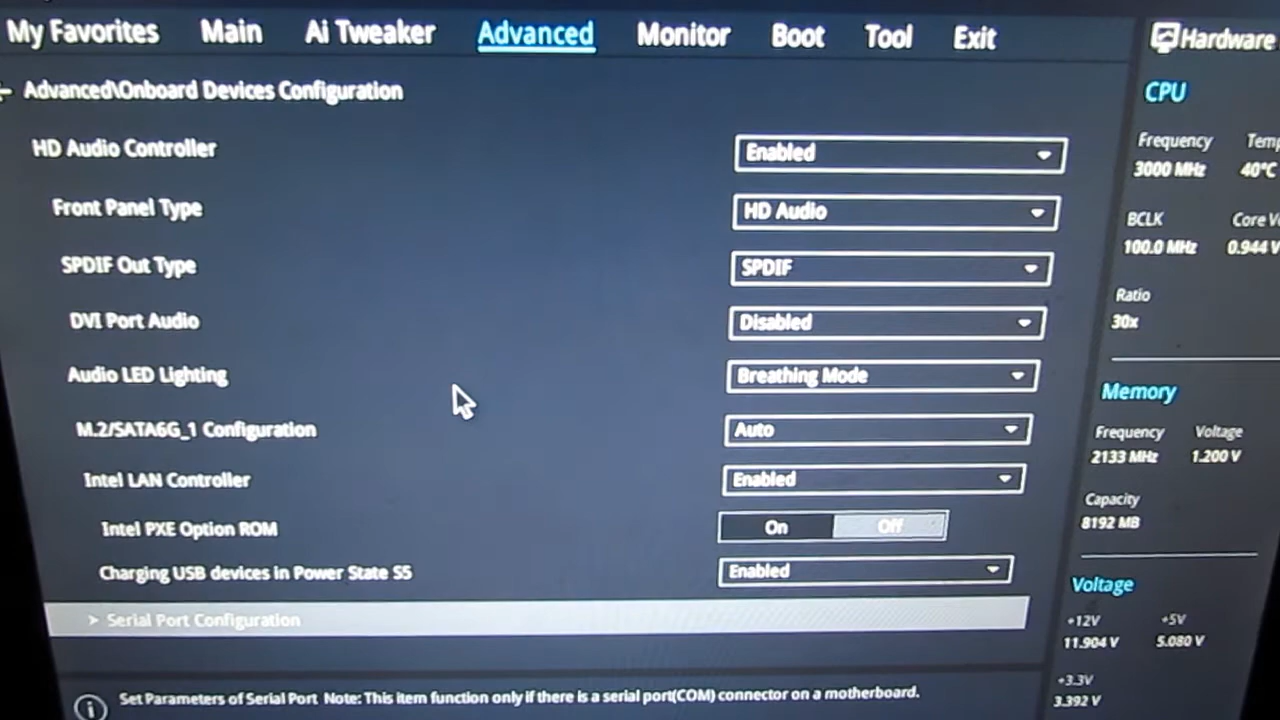 My Favorites Main Ai Tweaker Advanced Monitor Boot Tool Exit
Advanced\Onboard Devices Configuration
HD Audio Controller Enabled
Front Panel Type HD Audio
SPDIF Out Type SPDIF
DVI Port Audio Disabled
Audio LED Lighting Breathing Mode
M.2/SATA6G_1 Configuration Auto
Intel LAN Controller Enabled
Intel PXE Option ROM On Off
Charging USB devices in Power State S5 Enabled
> Serial Port Configuration
Set Parameters of Serial Port Note: This item function only if there is a serial port(COM) connector on a motherboard.
Hardware
CPU
Frequency Temp
3000 MHz 40°C
BCLK Core Vo
100.0 MHz 0.944 V
Ratio
30x
Memory
Frequency Voltage
2133 MHz 1.200 V
Capacity
8192 MB
Voltage
+12V +5V
11.904 V 5.080 V
+3.3V
3.392 V